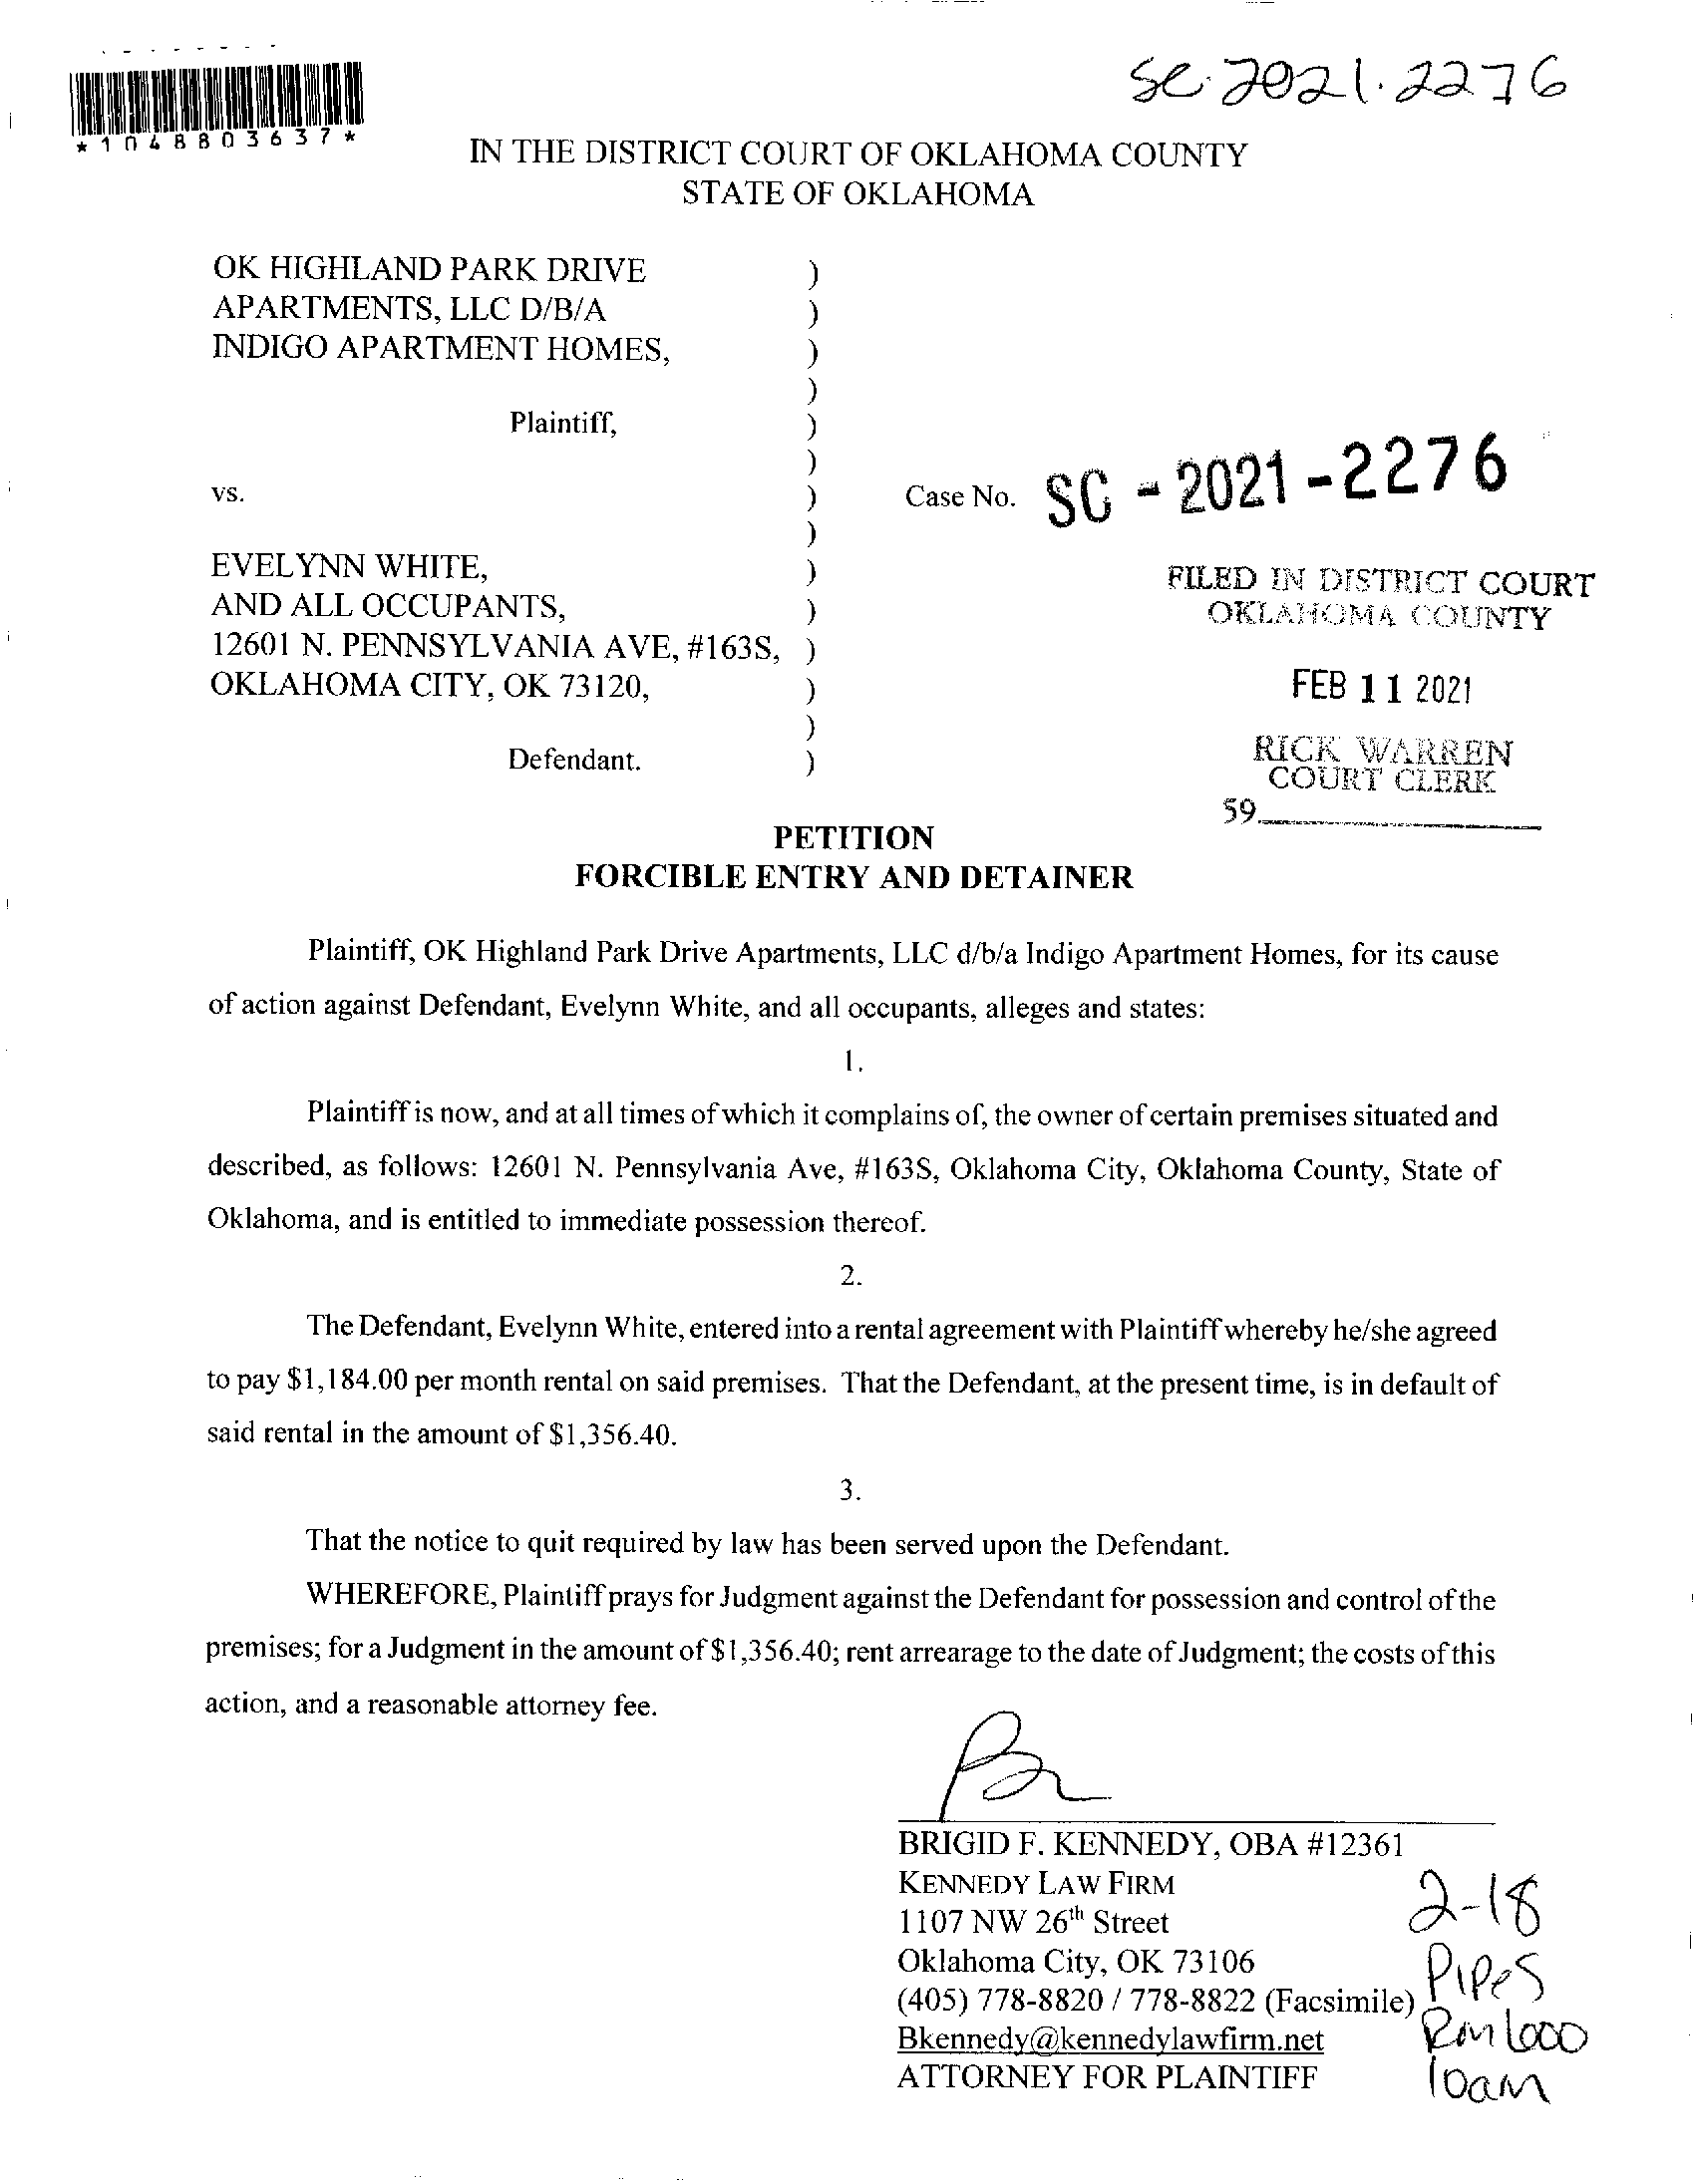 SC-2021-2276
*1048803637*
IN THE DISTRICT COURT OF OKLAHOMA COUNTY
STATE OF OKLAHOMA
OK HIGHLAND PARK DRIVE )
APARTMENTS, LLC D/B/A )
INDIGO APARTMENT HOMES, )
)
Plaintiff, )
)
vs. ) Case No. SC - 2021 - 2276
)
EVELYNN WHITE, )
AND ALL OCCUPANTS, )
12601 N. PENNSYLVANIA AVE, #163S, )
OKLAHOMA CITY, OK 73120, )
)
Defendant. )
FILED IN DISTRICT COURT
OKLAHOMA COUNTY
FEB 11 2021
RICK WARREN
COURT CLERK
59
PETITION
FORCIBLE ENTRY AND DETAINER
Plaintiff, OK Highland Park Drive Apartments, LLC d/b/a Indigo Apartment Homes, for its cause
of action against Defendant, Evelynn White, and all occupants, alleges and states:
1.
Plaintiff is now, and at all times of which it complains of, the owner of certain premises situated and
described, as follows: 12601 N. Pennsylvania Ave, #163S, Oklahoma City, Oklahoma County, State of
Oklahoma, and is entitled to immediate possession thereof.
2.
The Defendant, Evelynn White, entered into a rental agreement with Plaintiff whereby he/she agreed
to pay $1,184.00 per month rental on said premises. That the Defendant, at the present time, is in default of
said rental in the amount of $1,356.40.
3.
That the notice to quit required by law has been served upon the Defendant.
WHEREFORE, Plaintiff prays for Judgment against the Defendant for possession and control of the
premises; for a Judgment in the amount of $1,356.40; rent arrearage to the date of Judgment; the costs of this
action, and a reasonable attorney fee.
BRIGID F. KENNEDY, OBA #12361
KENNEDY LAW FIRM
1107 NW 26th Street
Oklahoma City, OK 73106
(405) 778-8820 / 778-8822 (Facsimile)
Bkennedy@kennedylawfirm.net
ATTORNEY FOR PLAINTIFF
2-18
PIPES
Rm 600
10am